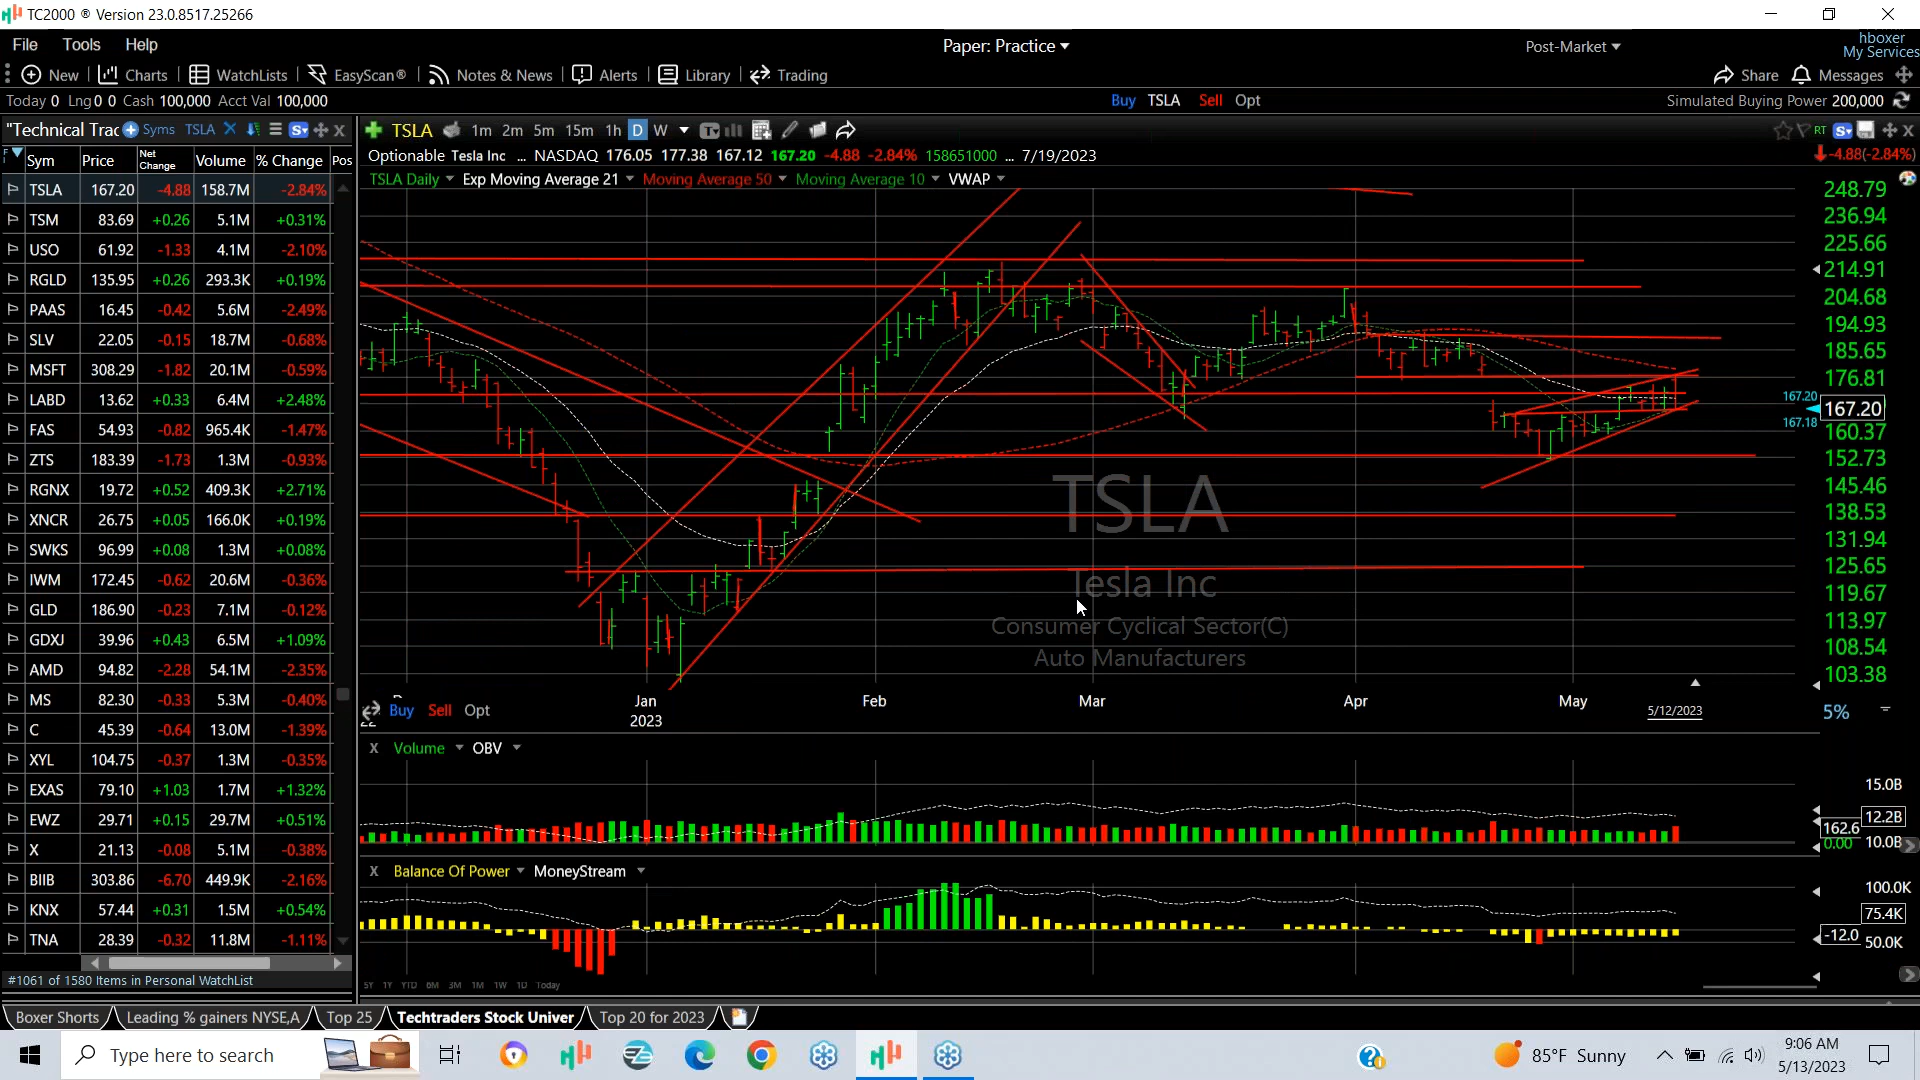 TC2000 ® Version 23.0.8517.25266
File Tools Help
Paper: Practice
Post-Market
hboxer
My Services
New Charts WatchLists EasyScan® Notes & News Alerts Library Trading
Share Messages
Today 0 Lng 0 0 Cash 100,000 Acct Val 100,000
Buy TSLA Sell Opt
Simulated Buying Power 200,000
"Technical Trac Syms TSLA
TSLA 1m 2m 5m 15m 1h D W
RT
Sym Price Net Change Volume % Change Pos
Optionable Tesla Inc ... NASDAQ 176.05 177.38 167.12 167.20 -4.88 -2.84% 158651000 ... 7/19/2023
-4.88(-2.84%)
TSLA Daily Exp Moving Average 21 Moving Average 50 Moving Average 10 VWAP
TSLA 167.20 -4.88 158.7M -2.84%
TSM 83.69 +0.26 5.1M +0.31%
USO 61.92 -1.33 4.1M -2.10%
RGLD 135.95 +0.26 293.3K +0.19%
PAAS 16.45 -0.42 5.6M -2.49%
SLV 22.05 -0.15 18.7M -0.68%
MSFT 308.29 -1.82 20.1M -0.59%
LABD 13.62 +0.33 6.4M +2.48%
FAS 54.93 -0.82 965.4K -1.47%
ZTS 183.39 -1.73 1.3M -0.93%
RGNX 19.72 +0.52 409.3K +2.71%
XNCR 26.75 +0.05 166.0K +0.19%
SWKS 96.99 +0.08 1.3M +0.08%
IWM 172.45 -0.62 20.6M -0.36%
GLD 186.90 -0.23 7.1M -0.12%
GDXJ 39.96 +0.43 6.5M +1.09%
AMD 94.82 -2.28 54.1M -2.35%
MS 82.30 -0.33 5.3M -0.40%
C 45.39 -0.64 13.0M -1.39%
XYL 104.75 -0.37 1.3M -0.35%
EXAS 79.10 +1.03 1.7M +1.32%
EWZ 29.71 +0.15 29.7M +0.51%
X 21.13 -0.08 5.1M -0.38%
BIIB 303.86 -6.70 449.9K -2.16%
KNX 57.44 +0.31 1.5M +0.54%
TNA 28.39 -0.32 11.8M -1.11%
#1061 of 1580 Items in Personal WatchList
248.79
236.94
225.66
214.91
204.68
194.93
185.65
176.81
167.20
167.20
167.18
160.37
152.73
145.46
138.53
131.94
125.65
119.67
113.97
108.54
103.38
5%
TSLA
Tesla Inc
Consumer Cyclical Sector(C)
Auto Manufacturers
Jan Feb Mar Apr May
2023
5/12/2023
22
Buy Sell Opt
X Volume OBV
15.0B
12.2B
162.6
0.00 10.0B
X Balance Of Power MoneyStream
100.0K
75.4K
-12.0
50.0K
5Y 1Y YTD 6M 3M 1M 1W 1D Today
Boxer Shorts Leading % gainers NYSE,A Top 25 Techtraders Stock Univer Top 20 for 2023
Type here to search
85°F Sunny
9:06 AM
5/13/2023